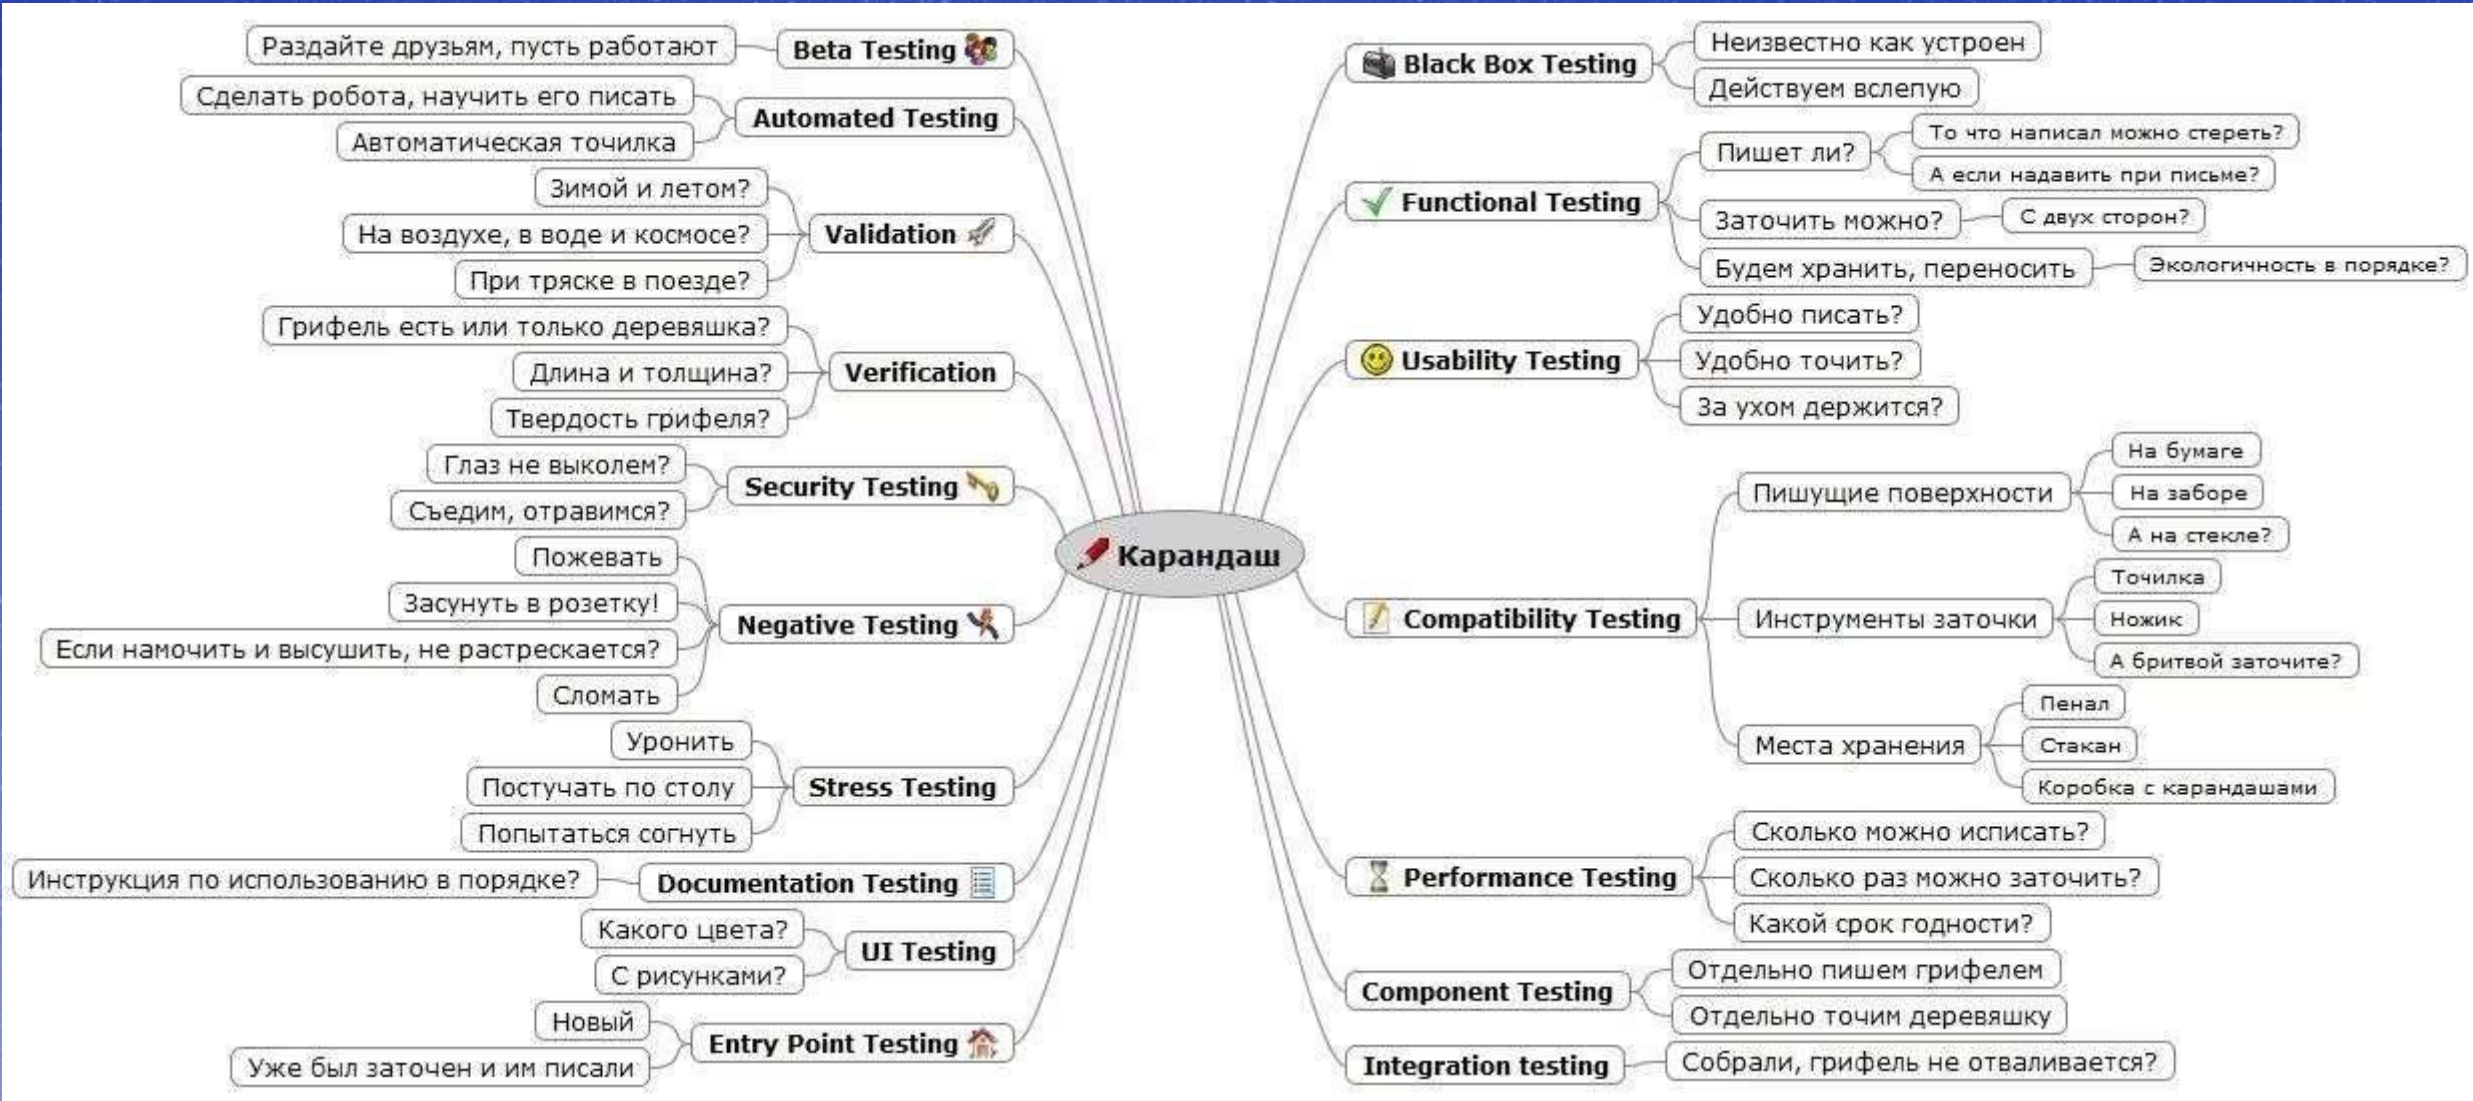 Beta Testing
Раздайте друзьям, пусть работают
Automated Testing
Сделать робота, научить его писать
Автоматическая точилка
Validation
Зимой и летом?
На воздухе, в воде и космосе?
При тряске в поезде?
Verification
Грифель есть или только деревяшка?
Длина и толщина?
Твердость грифеля?
Security Testing
Глаз не выколем?
Съедим, отравимся?
Negative Testing
Пожевать
Засунуть в розетку!
Если намочить и высушить, не растрескается?
Сломать
Stress Testing
Уронить
Постучать по столу
Попытаться согнуть
Documentation Testing
Инструкция по использованию в порядке?
UI Testing
Какого цвета?
С рисунками?
Entry Point Testing
Новый
Уже был заточен и им писали
Карандаш
Black Box Testing
Неизвестно как устроен
Действуем вслепую
Functional Testing
Пишет ли?
То что написал можно стереть?
А если надавить при письме?
Заточить можно?
С двух сторон?
Будем хранить, переносить
Экологичность в порядке?
Usability Testing
Удобно писать?
Удобно точить?
За ухом держится?
Compatibility Testing
Пишущие поверхности
На бумаге
На заборе
А на стекле?
Инструменты заточки
Точилка
Ножик
А бритвой заточите?
Места хранения
Пенал
Стакан
Коробка с карандашами
Performance Testing
Сколько можно исписать?
Сколько раз можно заточить?
Какой срок годности?
Component Testing
Отдельно пишем грифелем
Отдельно точим деревяшку
Integration testing
Собрали, грифель не отваливается?